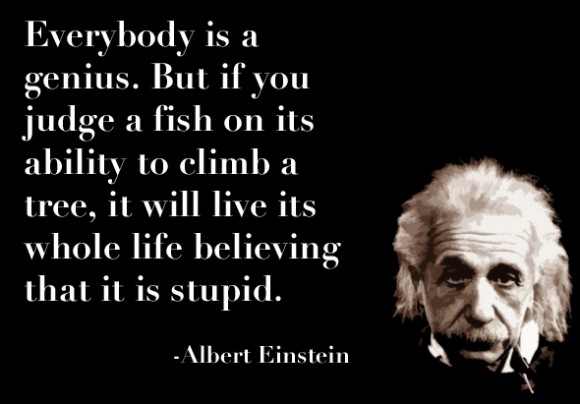 Everybody is a
genius. But if you
judge a fish on its
ability to climb a
tree, it will live its
whole life believing
that it is stupid.
-Albert Einstein